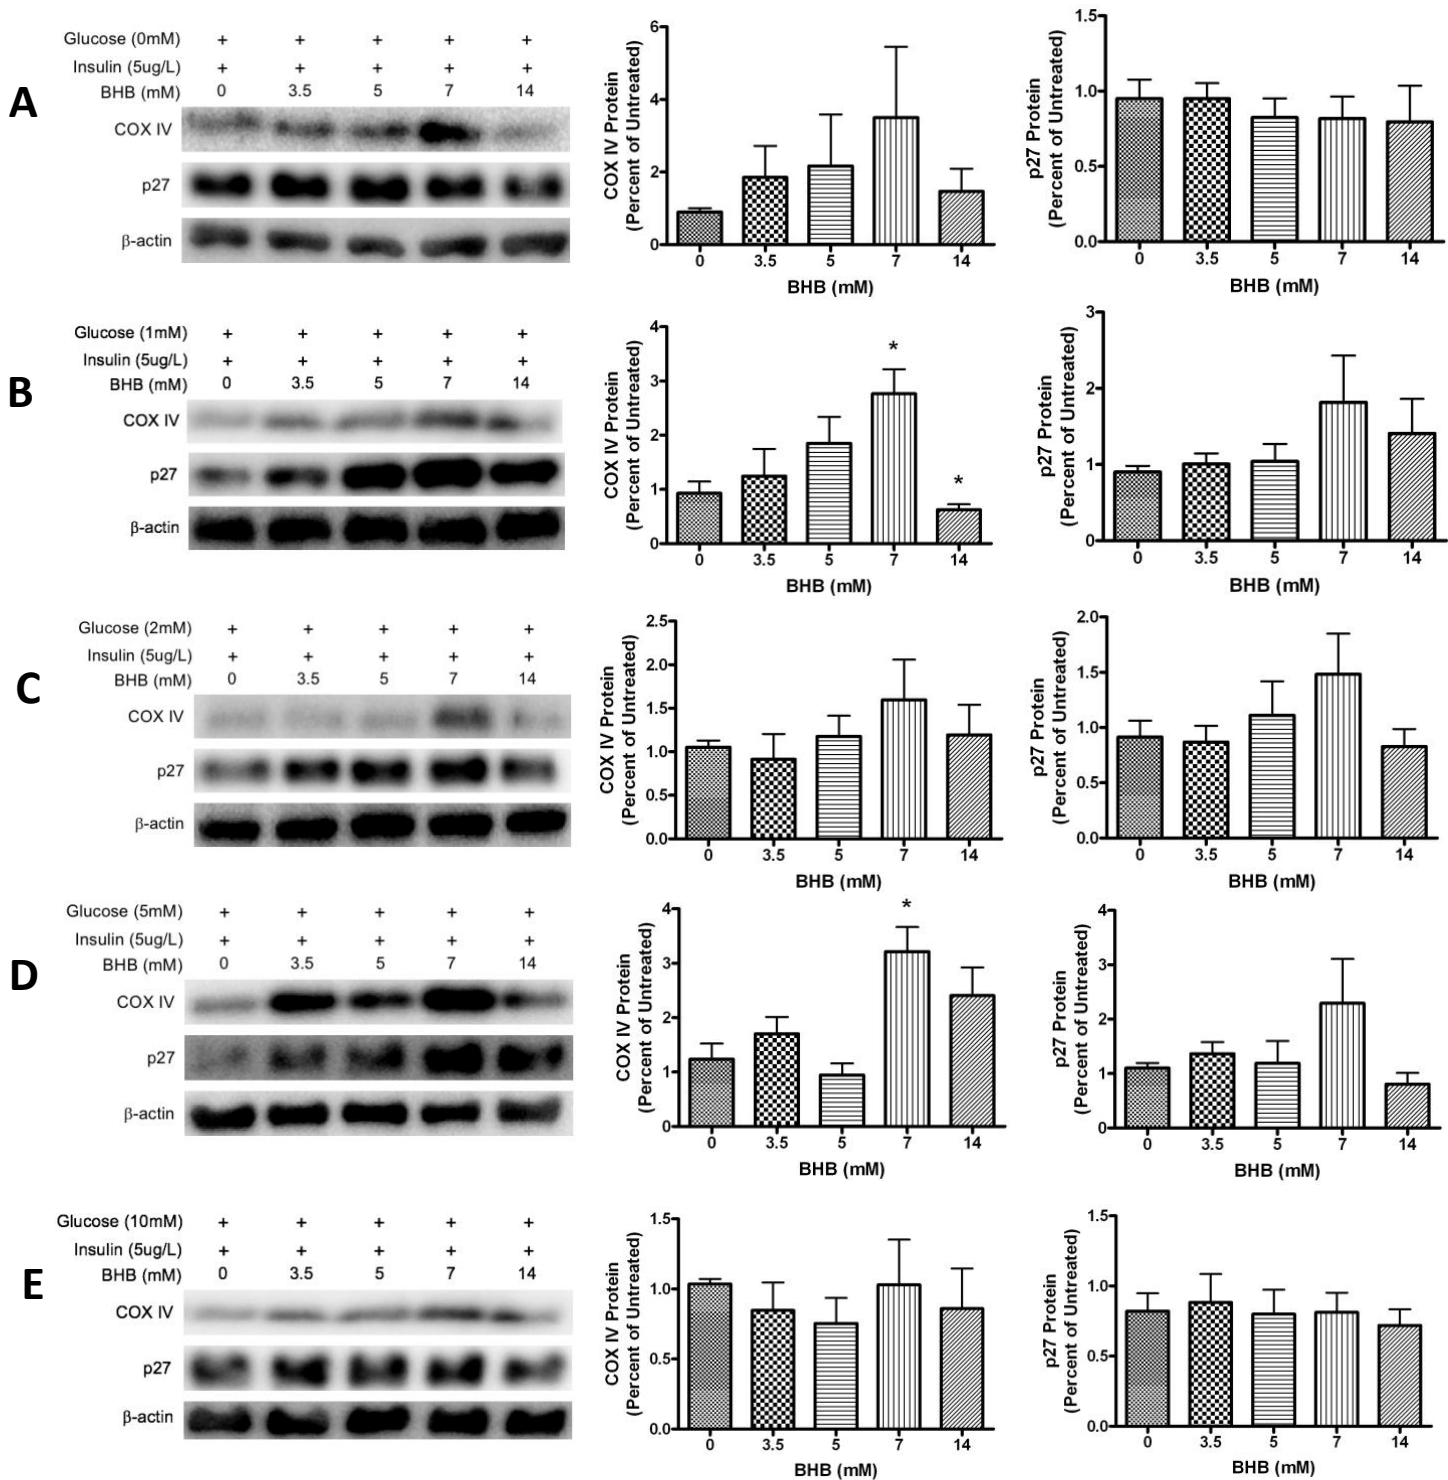 A
Glucose (0mM) + + + + +
Insulin (5ug/L) + + + + +
BHB (mM) 0 3.5 5 7 14
COX IV
p27
β-actin
COX IV Protein
(Percent of Untreated)
6
4
2
0
0 3.5 5 7 14
BHB (mM)
p27 Protein
(Percent of Untreated)
1.5
1.0
0.5
0.0
0 3.5 5 7 14
BHB (mM)
B
Glucose (1mM) + + + + +
Insulin (5ug/L) + + + + +
BHB (mM) 0 3.5 5 7 14
COX IV
p27
β-actin
COX IV Protein
(Percent of Untreated)
4
3
2
1
0
* *
0 3.5 5 7 14
BHB (mM)
p27 Protein
(Percent of Untreated)
3
2
1
0
0 3.5 5 7 14
BHB (mM)
C
Glucose (2mM) + + + + +
Insulin (5ug/L) + + + + +
BHB (mM) 0 3.5 5 7 14
COX IV
p27
β-actin
COX IV Protein
(Percent of Untreated)
2.5
2.0
1.5
1.0
0.5
0.0
0 3.5 5 7 14
BHB (mM)
p27 Protein
(Percent of Untreated)
2.0
1.5
1.0
0.5
0.0
0 3.5 5 7 14
BHB (mM)
D
Glucose (5mM) + + + + +
Insulin (5ug/L) + + + + +
BHB (mM) 0 3.5 5 7 14
COX IV
p27
β-actin
COX IV Protein
(Percent of Untreated)
4
3
2
1
0
*
0 3.5 5 7 14
BHB (mM)
p27 Protein
(Percent of Untreated)
4
3
2
1
0
0 3.5 5 7 14
BHB (mM)
E
Glucose (10mM) + + + + +
Insulin (5ug/L) + + + + +
BHB (mM) 0 3.5 5 7 14
COX IV
p27
β-actin
COX IV Protein
(Percent of Untreated)
1.5
1.0
0.5
0.0
0 3.5 5 7 14
BHB (mM)
p27 Protein
(Percent of Untreated)
1.5
1.0
0.5
0.0
0 3.5 5 7 14
BHB (mM)